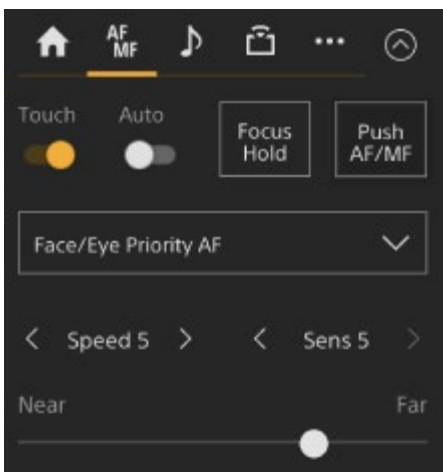 AF
MF
Touch Auto
Focus
Hold
Push
AF/MF
Face/Eye Priority AF
Speed 5 Sens 5
Near Far